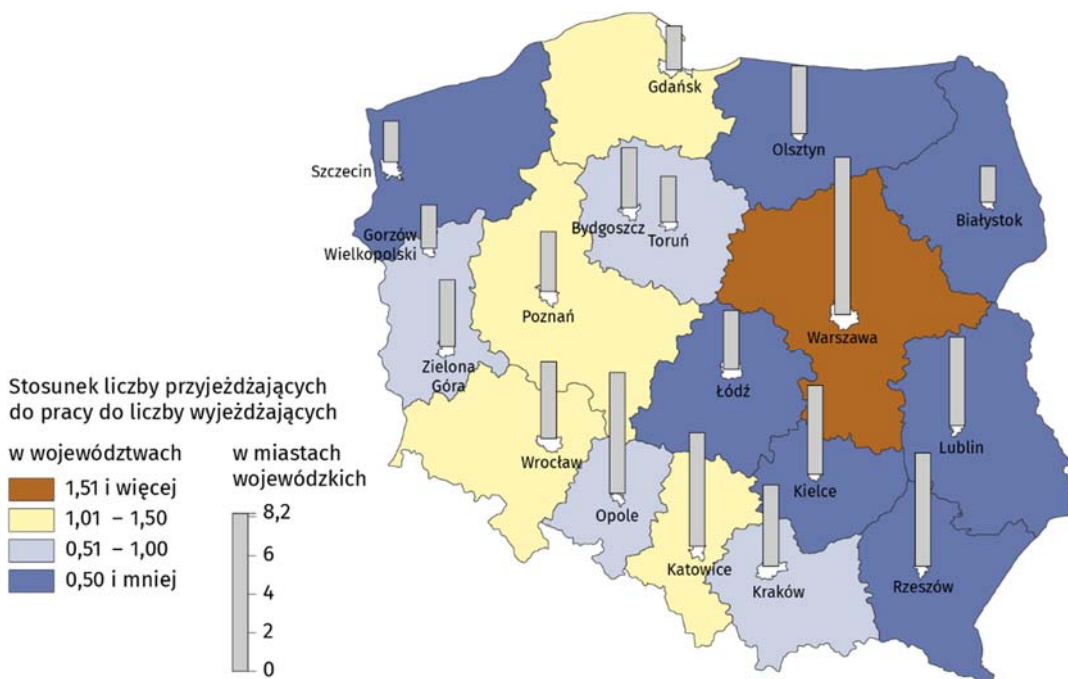 Gdańsk
Olsztyn
Szczecin
Białystok
Bydgoszcz
Toruń
Gorzów
Wielkopolski
Poznań
Warszawa
Zielona
Góra
Łódź
Lublin
Wrocław
Kielce
Opole
Katowice
Kraków
Rzeszów
Stosunek liczby przyjeżdżających
do pracy do liczby wyjeżdżających
w województwach
1,51 i więcej
1,01 – 1,50
0,51 – 1,00
0,50 i mniej
w miastach
wojewódzkich
8,2
6
4
2
0